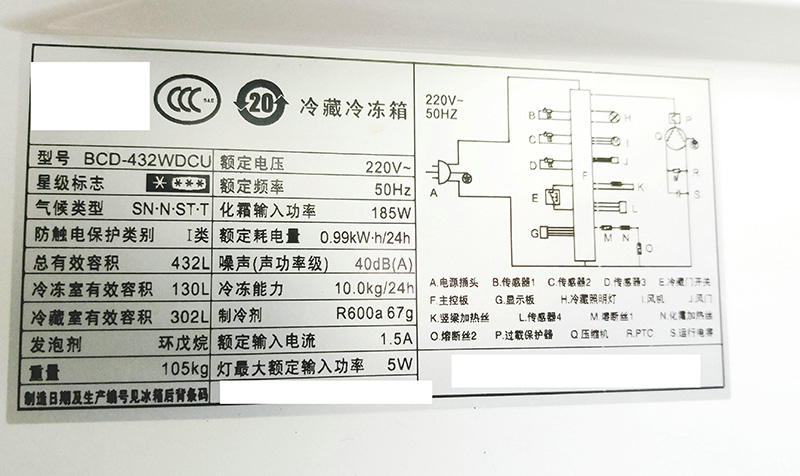 CCC
S&E
20
冷藏冷冻箱
型号 BCD-432WDCU 额定电压 220V~
星级标志 额定频率 50Hz
气候类型 SN·N·ST·T 化霜输入功率 185W
防触电保护类别 I类 额定耗电量 0.99kW·h/24h
总有效容积 432L 噪声(声功率级) 40dB(A)
冷冻室有效容积 130L 冷冻能力 10.0kg/24h
冷藏室有效容积 302L 制冷剂 R600a 67g
发泡剂 环戊烷 额定输入电流 1.5A
重量 105kg 灯最大额定输入功率 5W
制造日期及生产编号见冰箱后背条码
220V~
50HZ
A
B
C
D
E
G
F
H
I
J
K
L
M N
O
P
Q
R
S
A.电源插头 B.传感器1 C.传感器2 D.传感器3 E.冷藏门开关
F.主控板 G.显示板 H.冷藏照明灯 I.风机 J.风门
K.竖梁加热丝 L.传感器4 M.熔断丝1 N.化霜加热丝
O.熔断丝2 P.过载保护器 Q.压缩机 R.PTC S.运行电容